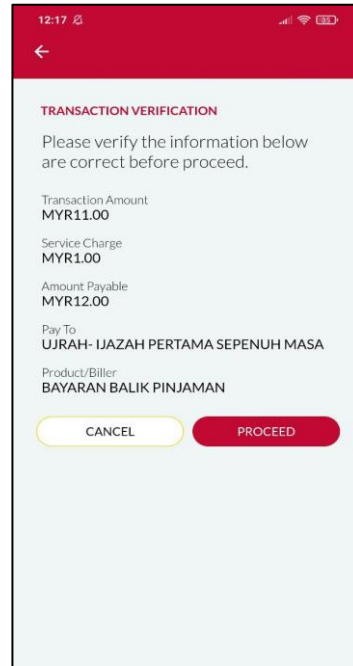 12:17
TRANSACTION VERIFICATION
Please verify the information below
are correct before proceed.
Transaction Amount
MYR11.00
Service Charge
MYR1.00
Amount Payable
MYR12.00
Pay To
UJRAH- IJAZAH PERTAMA SEPENUH MASA
Product/Biller
BAYARAN BALIK PINJAMAN
CANCEL PROCEED